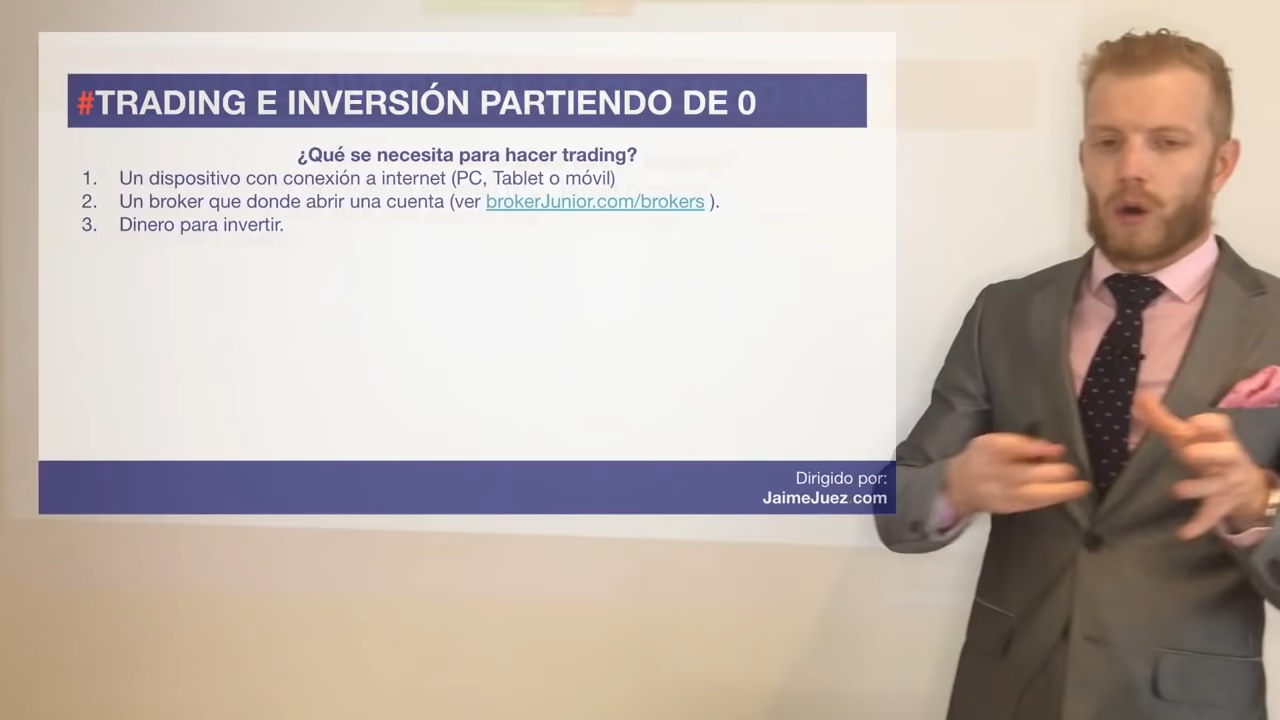 #TRADING E INVERSIÓN PARTIENDO DE 0
¿Qué se necesita para hacer trading?
1. Un dispositivo con conexión a internet (PC, Tablet o móvil)
2. Un broker que donde abrir una cuenta (ver brokerJunior.com/brokers ).
3. Dinero para invertir.
Dirigido por:
JaimeJuez.com